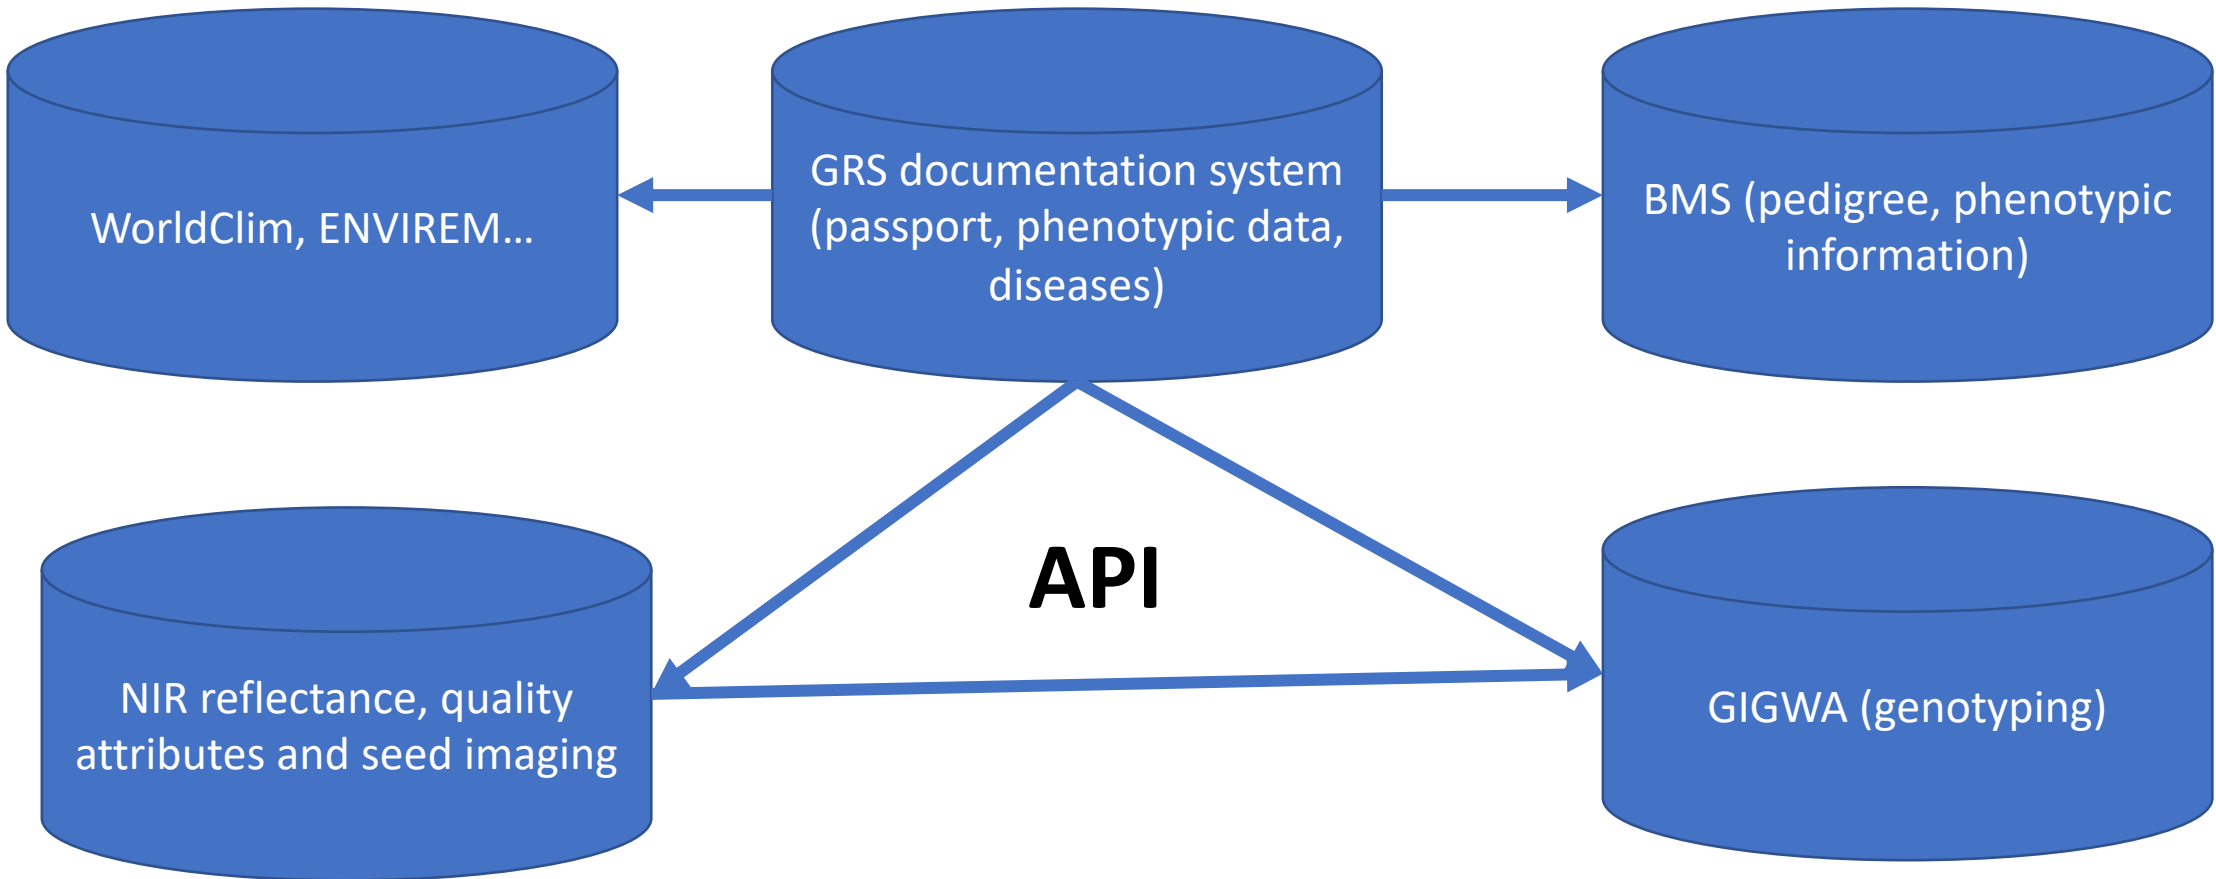 WorldClim, ENVIREM…
GRS documentation system
(passport, phenotypic data,
diseases)
BMS (pedigree, phenotypic
information)
API
NIR reflectance, quality
attributes and seed imaging
GIGWA (genotyping)